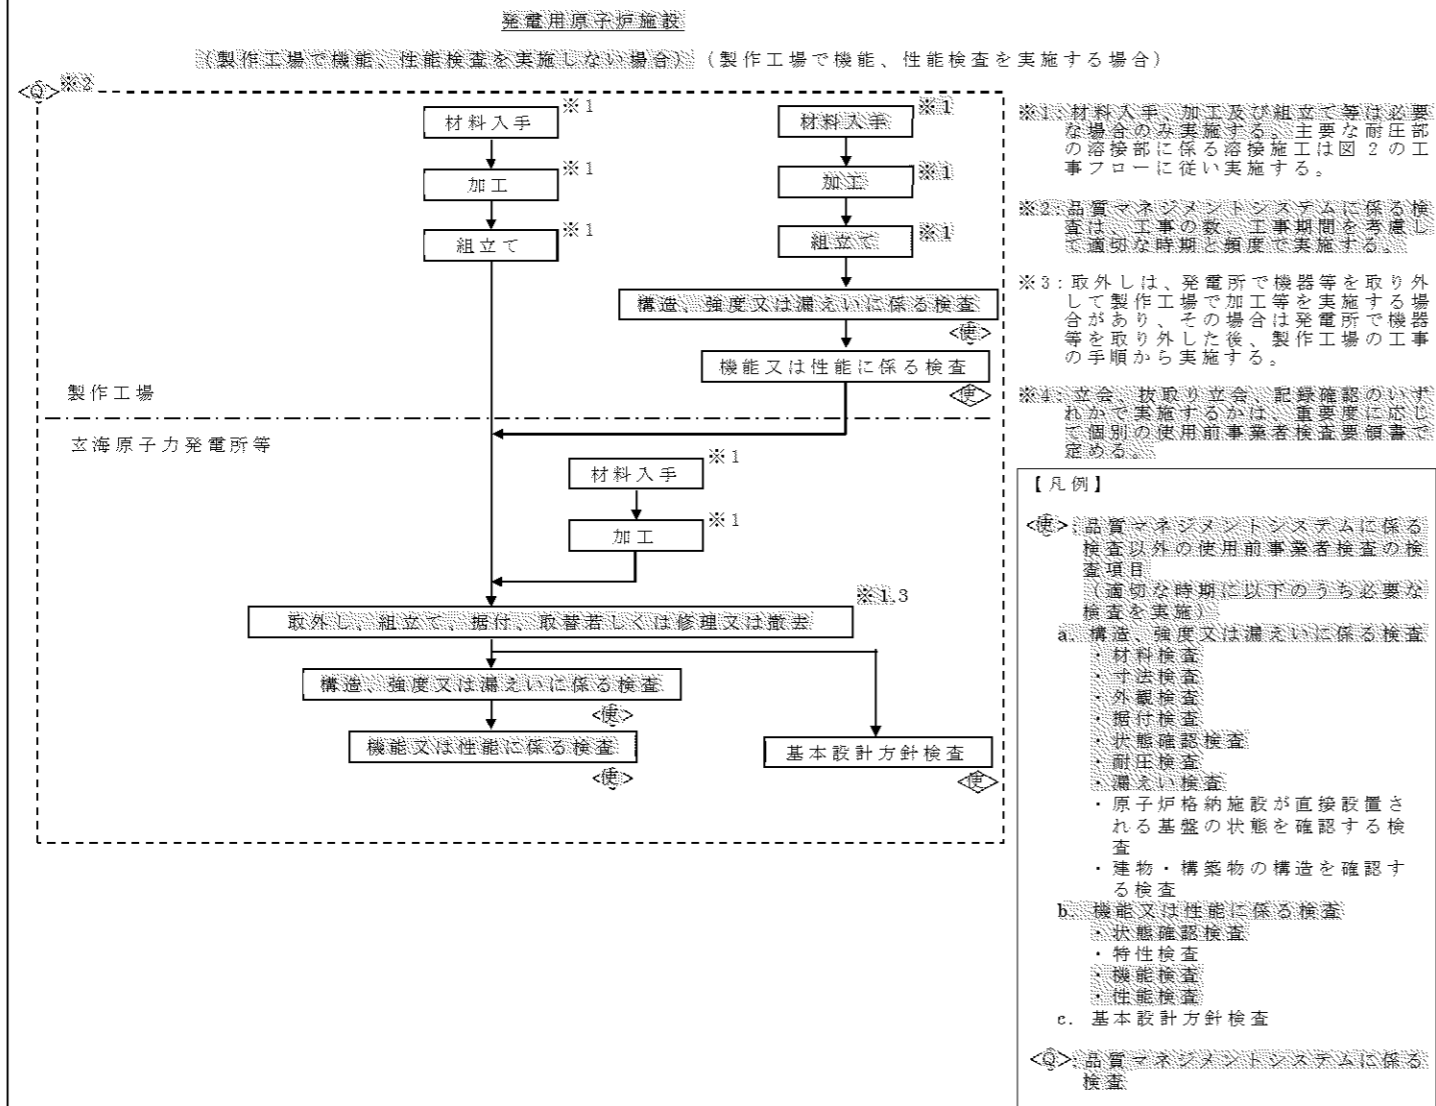 発電用原子炉施設
（製作工場で機能、性能検査を実施しない場合）（製作工場で機能、性能検査を実施する場合）
<Q>※2
材料入手 ※1
加工 ※1
組立て ※1
材料入手 ※1
加工 ※1
組立て ※1
構造、強度又は漏えいに係る検査
<使>
機能又は性能に係る検査
<使>
製作工場
玄海原子力発電所等
材料入手 ※1
加工 ※1
※1,3
取外し、組立て、据付、取替若しくは修理又は撤去
構造、強度又は漏えいに係る検査
<使>
機能又は性能に係る検査
<使>
基本設計方針検査
<使>
※1:材料入手、加工及び組立て等は必要
な場合のみ実施する。主要な耐圧部
の溶接部に係る溶接施工は図2の工
事フローに従い実施する。
※2:品質マネジメントシステムに係る検
査は、工事の数、工事期間を考慮し
て適切な時期と頻度で実施する。
※3:取外しは、発電所で機器等を取り外
して製作工場で加工等を実施する場
合があり、その場合は発電所で機器
等を取り外した後、製作工場の工事
の手順から実施する。
※4:立会、抜取り立会、記録確認のいず
れかで実施するかは、重要度に応じ
て個別の使用前事業者検査要領書で
定める。
【凡例】
<使>:品質マネジメントシステムに係る
検査以外の使用前事業者検査の検
査項目
（適切な時期に以下のうち必要な
検査を実施）
a. 構造、強度又は漏えいに係る検査
・材料検査
・寸法検査
・外観検査
・据付検査
・状態確認検査
・耐圧検査
・漏えい検査
・原子炉格納施設が直接設置さ
れる基盤の状態を確認する検
査
・建物・構築物の構造を確認す
る検査
b. 機能又は性能に係る検査
・状態確認検査
・特性検査
・機能検査
・性能検査
c. 基本設計方針検査
<Q>:品質マネジメントシステムに係る
検査